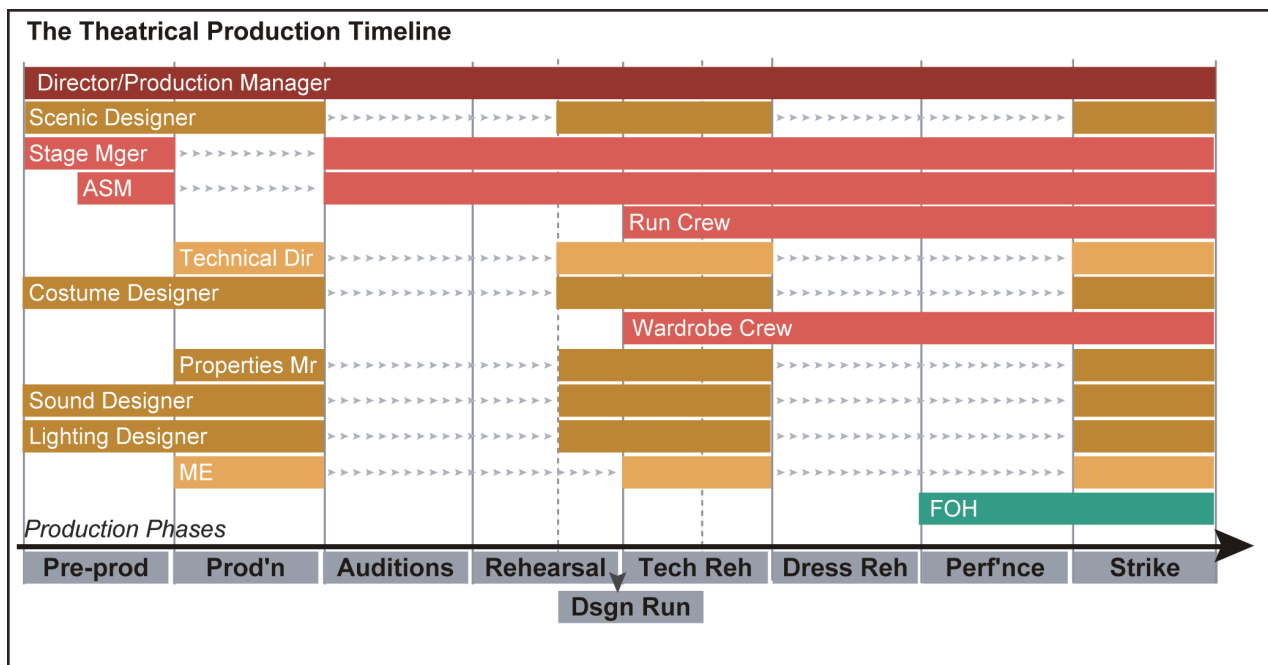 The Theatrical Production Timeline
Director/Production Manager
Scenic Designer
Stage Mger
ASM
Run Crew
Technical Dir
Costume Designer
Wardrobe Crew
Properties Mr
Sound Designer
Lighting Designer
ME
FOH
Production Phases
Pre-prod Prod'n Auditions Rehearsal Tech Reh Dress Reh Perf'nce Strike
Dsgn Run